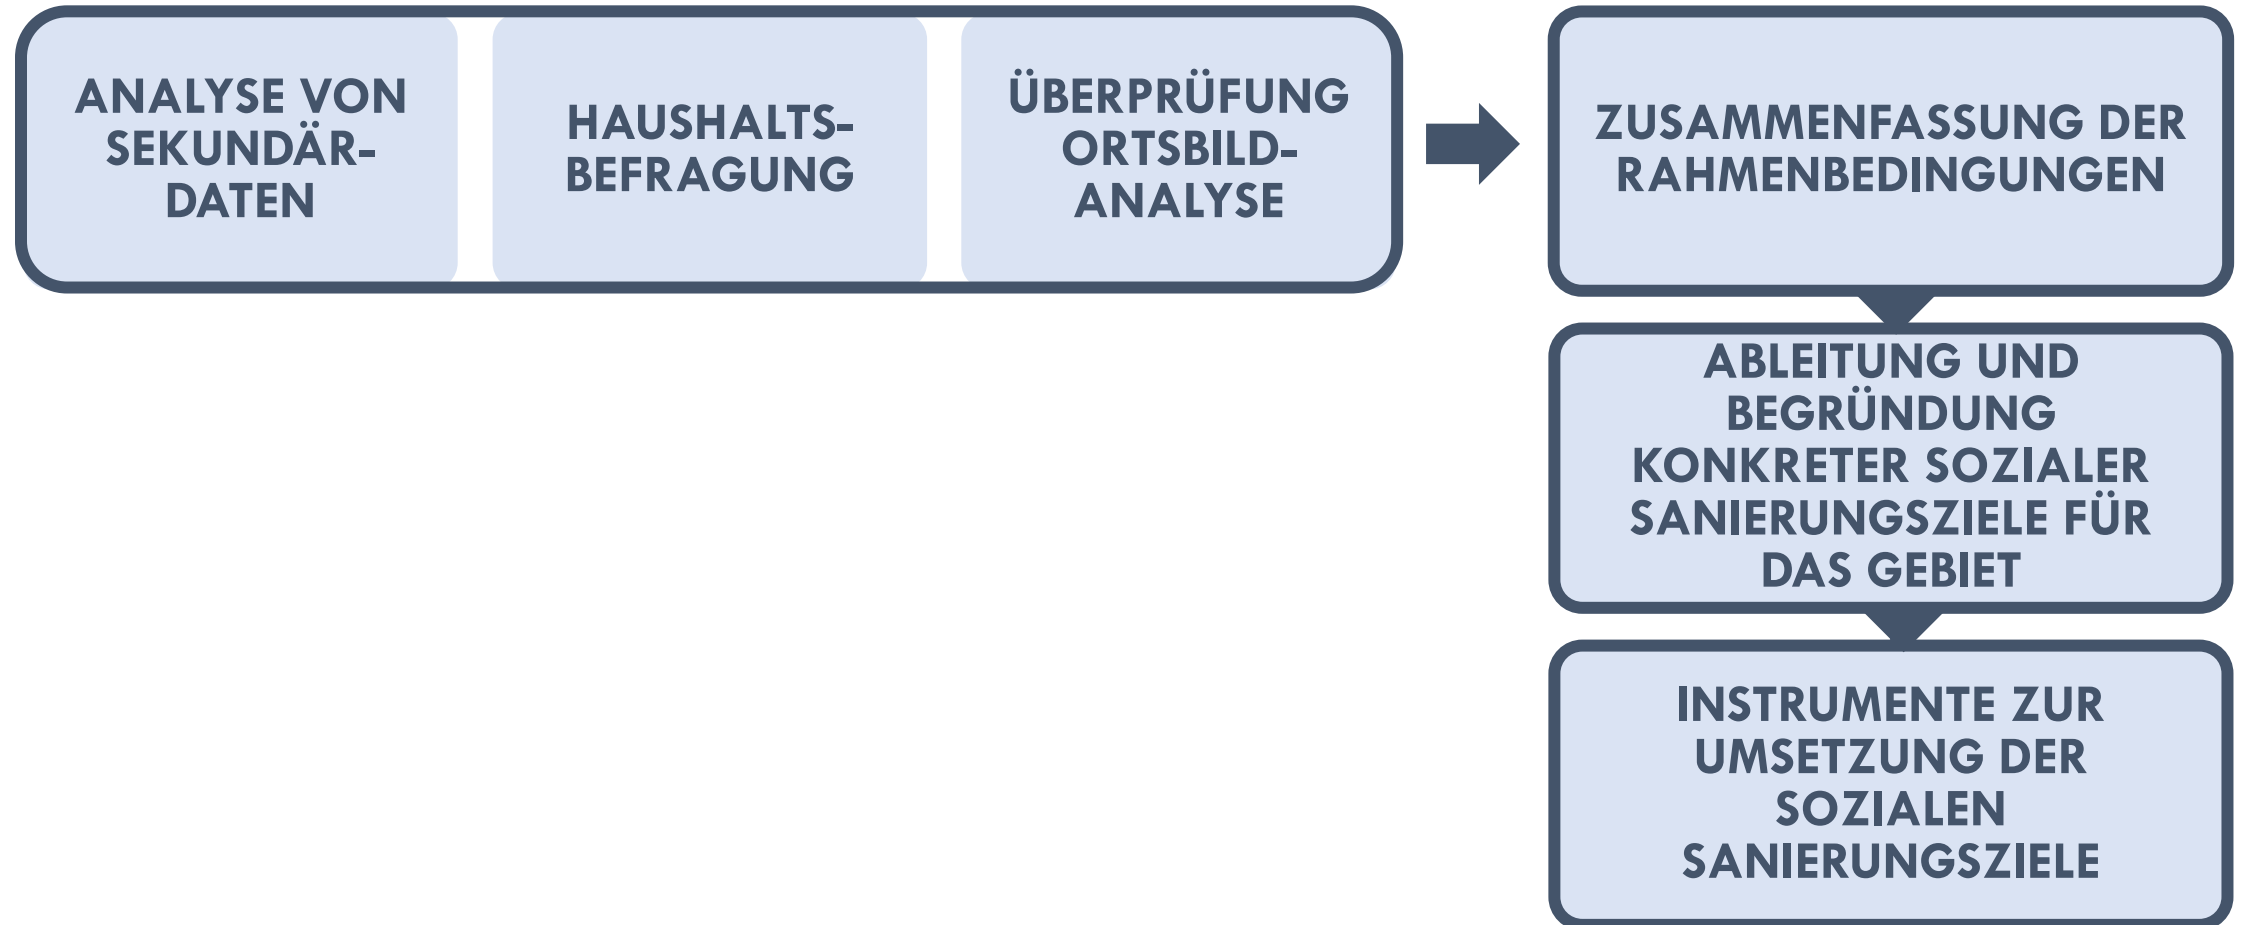 ANALYSE VON
SEKUNDÄR-
DATEN
HAUSHALTS-
BEFRAGUNG
ÜBERPRÜFUNG
ORTSBILD-
ANALYSE
ZUSAMMENFASSUNG DER
RAHMENBEDINGUNGEN
ABLEITUNG UND
BEGRÜNDUNG
KONKRETER SOZIALER
SANIERUNGSZIELE FÜR
DAS GEBIET
INSTRUMENTE ZUR
UMSETZUNG DER
SOZIALEN
SANIERUNGSZIELE